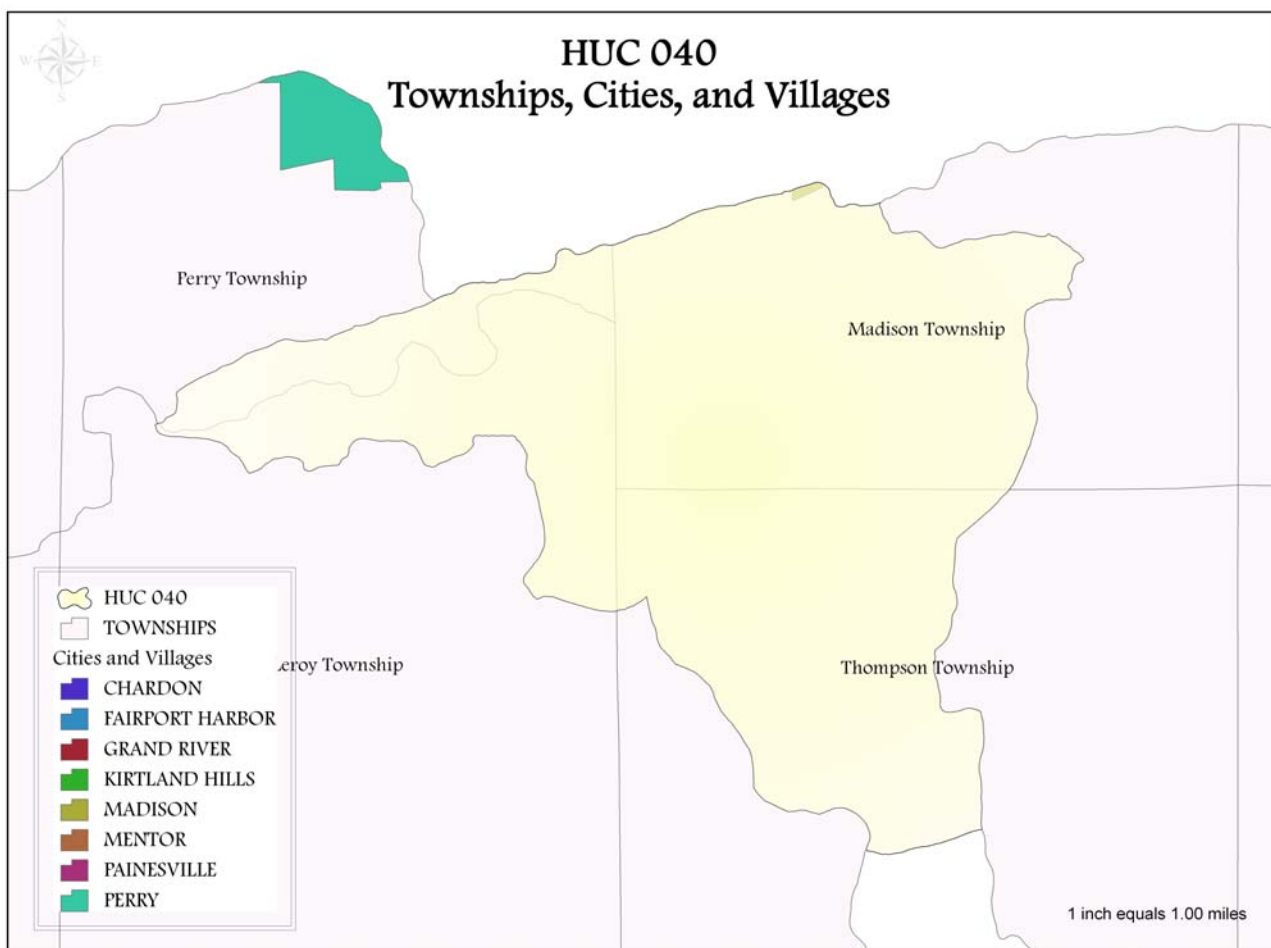 N
W E
S
HUC 040
Townships, Cities, and Villages
Perry Township
Madison Township
HUC 040
TOWNSHIPS
Cities and Villages
CHARDON
FAIRPORT HARBOR
GRAND RIVER
KIRTLAND HILLS
MADISON
MENTOR
PAINESVILLE
PERRY
eroy Township
Thompson Township
1 inch equals 1.00 miles